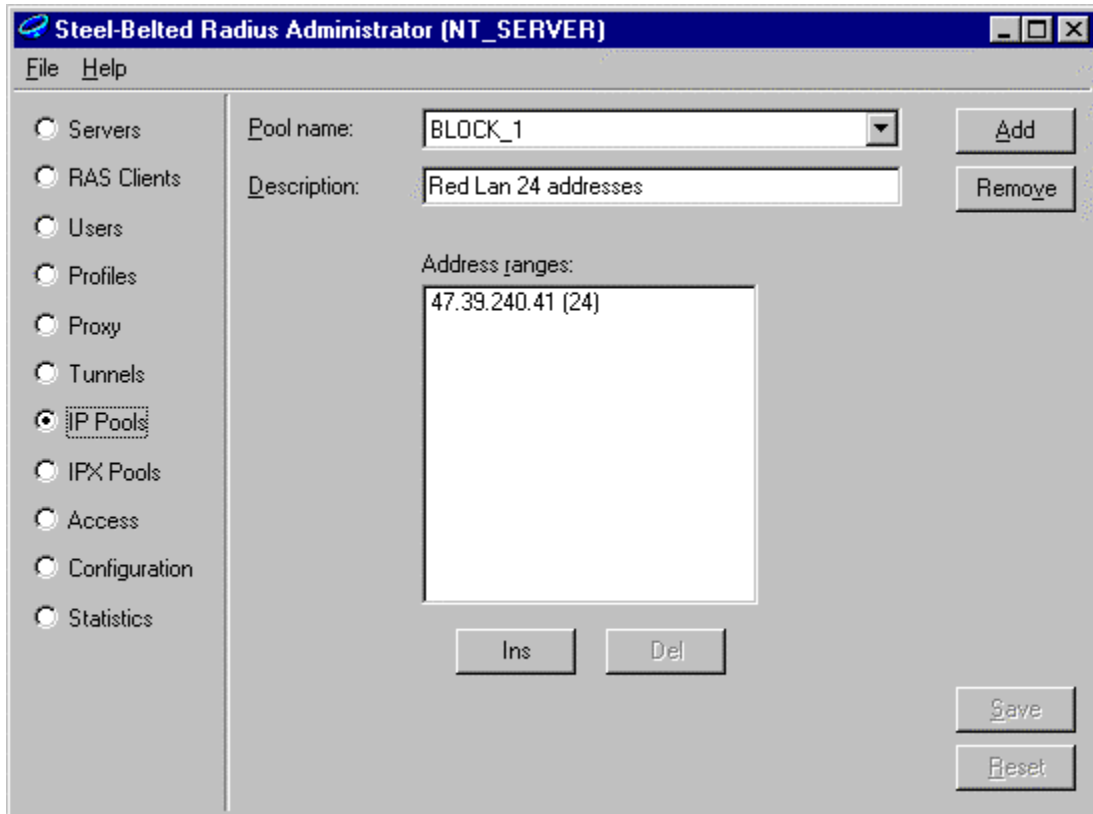 Steel-Belted Radius Administrator (NT_SERVER)
File Help
Servers
RAS Clients
Users
Profiles
Proxy
Tunnels
IP Pools
IPX Pools
Access
Configuration
Statistics
Pool name: BLOCK_1
Description: Red Lan 24 addresses
Add
Remove
Address ranges:
47.39.240.41 (24)
Ins Del
Save
Reset